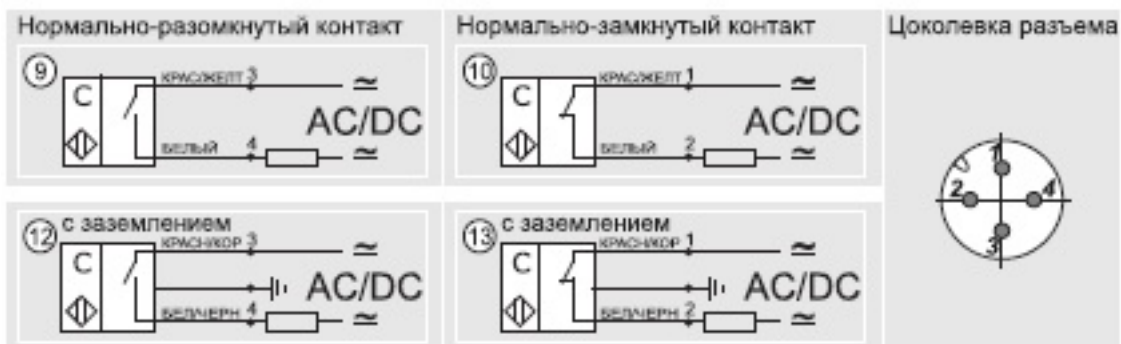 Нормально-разомкнутый контакт
Нормально-замкнутый контакт
Цоколевка разъема
9
C
КРАС/ЖЕЛТ 3
БЕЛЫЙ 4
AC/DC
10
C
КРАС/ЖЕЛТ 1
БЕЛЫЙ 2
AC/DC
1
2
4
3
12
с заземлением
C
КРАСН/КОР 3
БЕЛ/ЧЕРН 4
AC/DC
13
с заземлением
C
КРАСН/КОР 1
БЕЛ/ЧЕРН 2
AC/DC